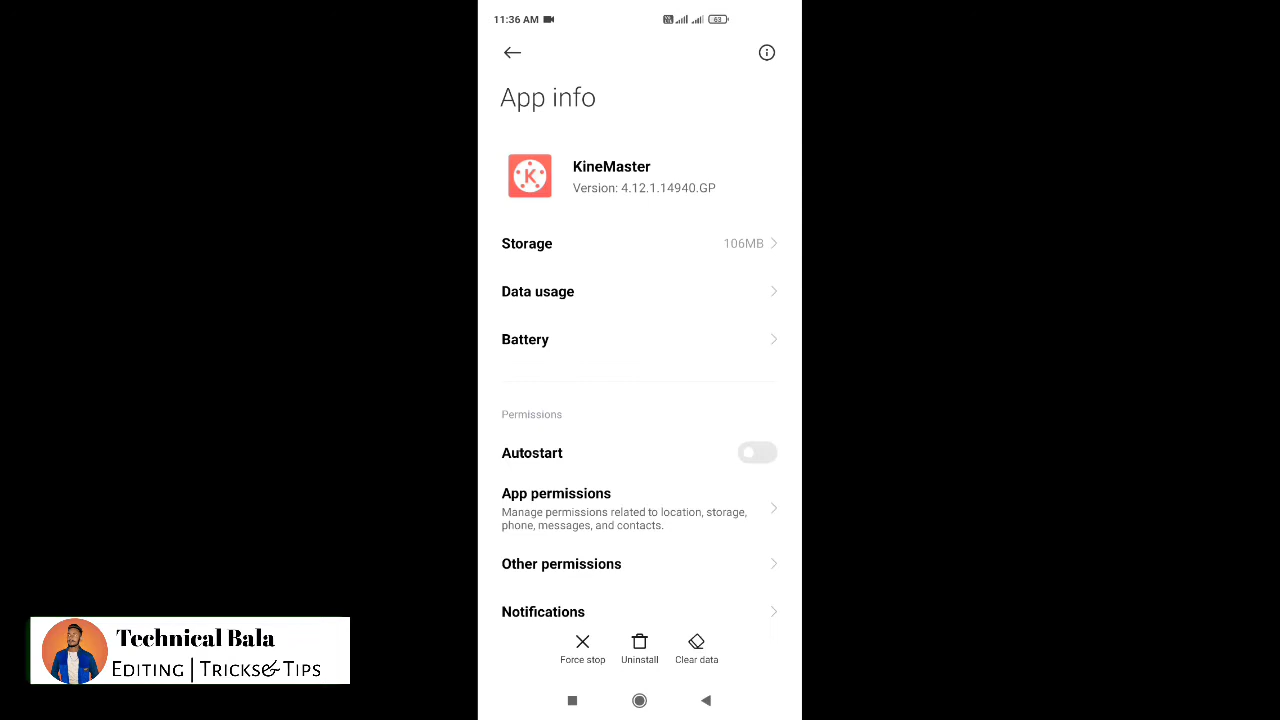 11:36 AM
63
App info
KineMaster
Version: 4.12.1.14940.GP
Storage
106MB
Data usage
Battery
Permissions
Autostart
App permissions
Manage permissions related to location, storage,
phone, messages, and contacts.
Other permissions
Notifications
Force stop
Uninstall
Clear data
Technical Bala
EDITING | TRICKS& TIPS